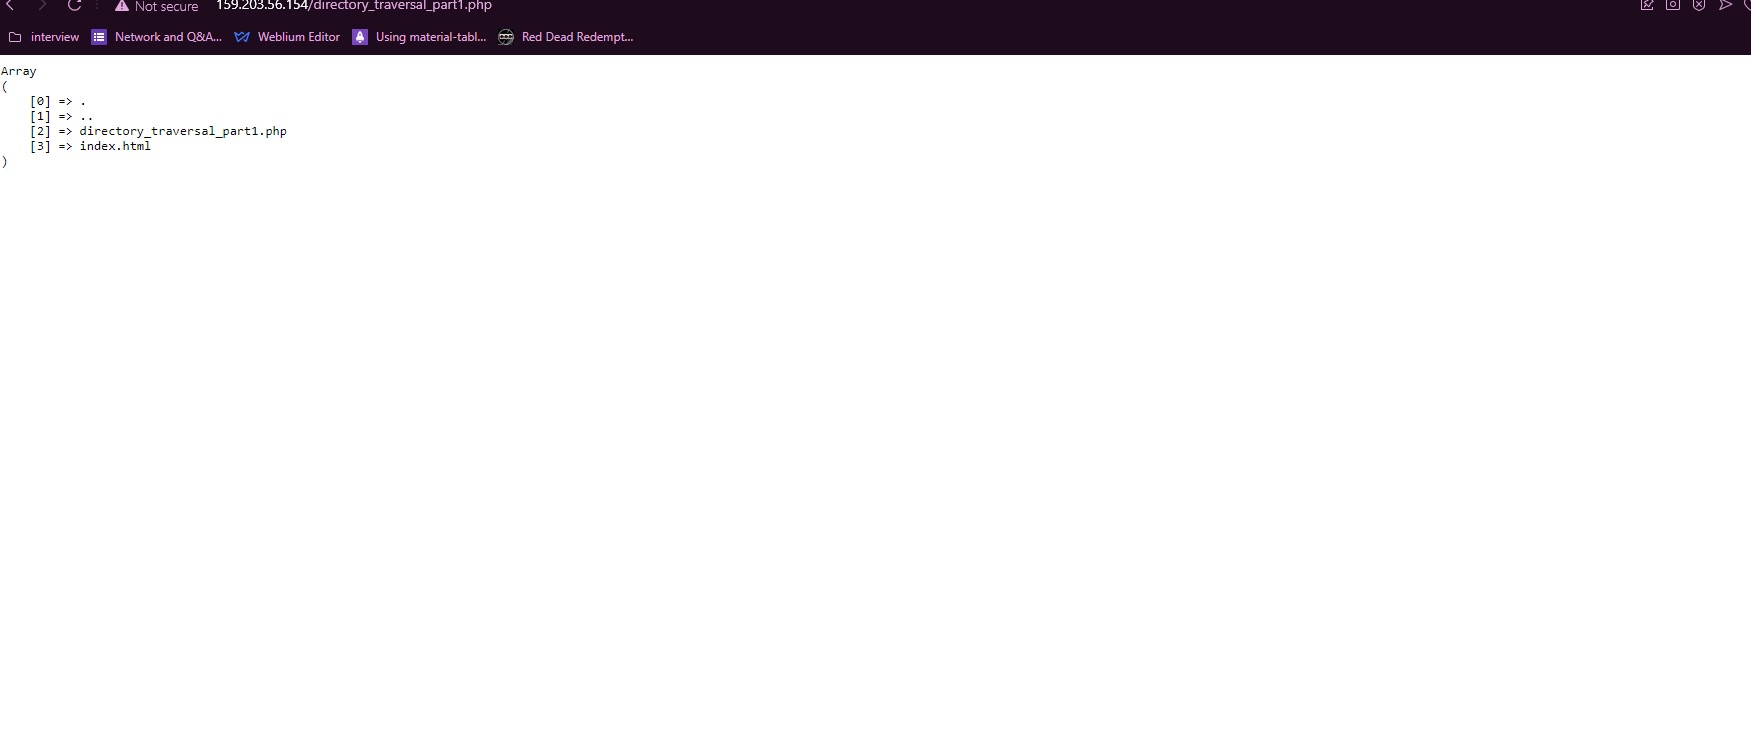 Not secure 159.203.56.154/directory_traversal_part1.php
interview Network and Q&A... Weblium Editor Using material-tabl... Red Dead Redempt...
Array
(
[0] => .
[1] => ..
[2] => directory_traversal_part1.php
[3] => index.html
)